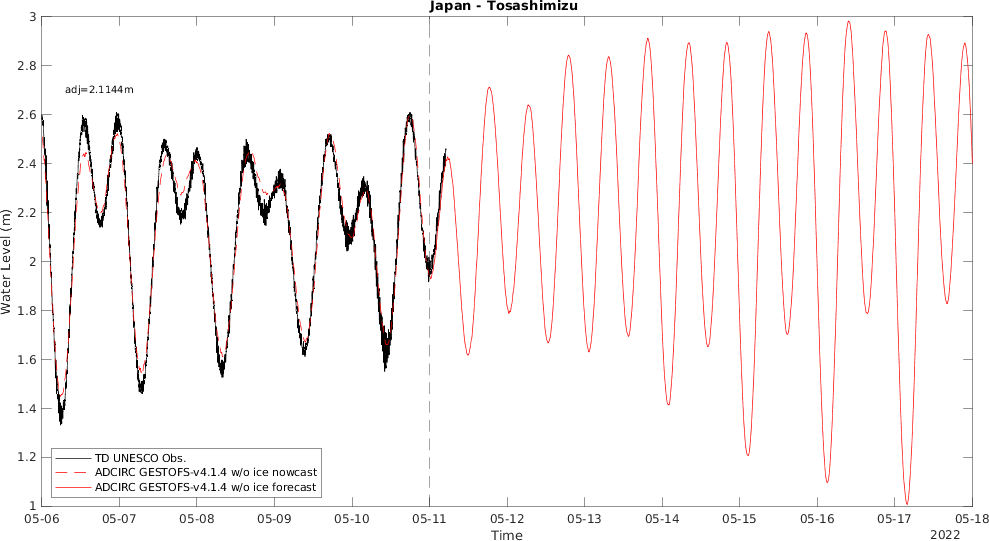 Japan - Tosashimizu
adj=2.1144m
Water Level (m)
3
2.8
2.6
2.4
2.2
2
1.8
1.6
1.4
1.2
1
TD UNESCO Obs.
ADCIRC GESTOFS-v4.1.4 w/o ice nowcast
ADCIRC GESTOFS-v4.1.4 w/o ice forecast
05-06 05-07 05-08 05-09 05-10 05-11 05-12 05-13 05-14 05-15 05-16 05-17 05-18
Time
2022